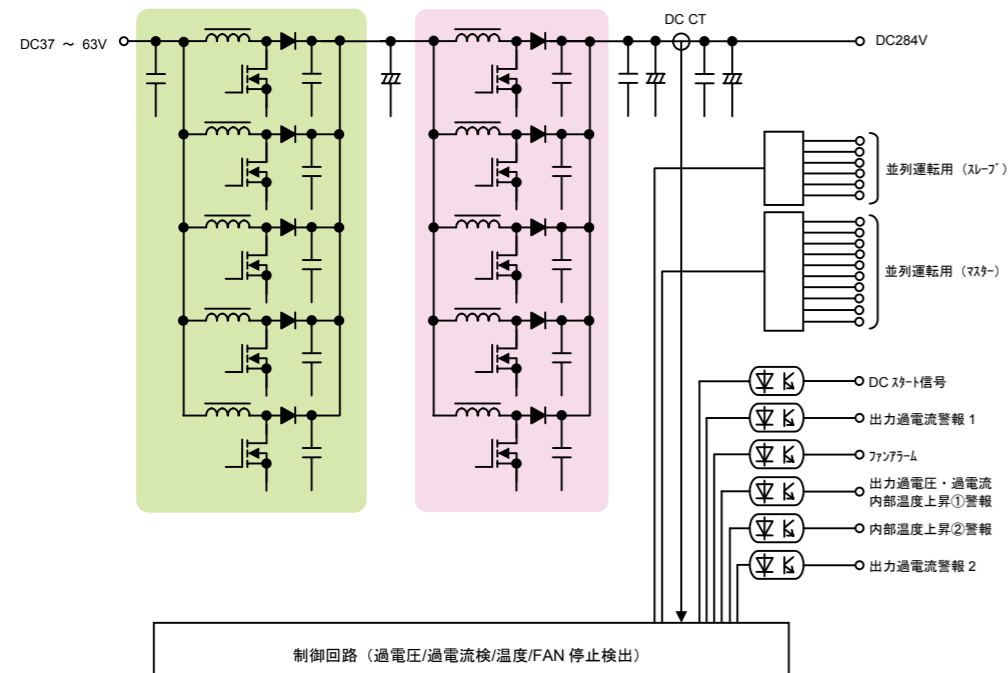 DC CT
DC37 ～ 63V
DC284V
並列運転用（ｽﾚｰﾌﾞ）
並列運転用（ﾏｽﾀｰ）
DC ｽﾀｰﾄ信号
出力過電流警報 1
ﾌｧﾝｱﾗｰﾑ
出力過電圧・過電流
内部温度上昇①警報
内部温度上昇②警報
出力過電流警報 2
制御回路（過電圧/過電流検/温度/FAN 停止検出）